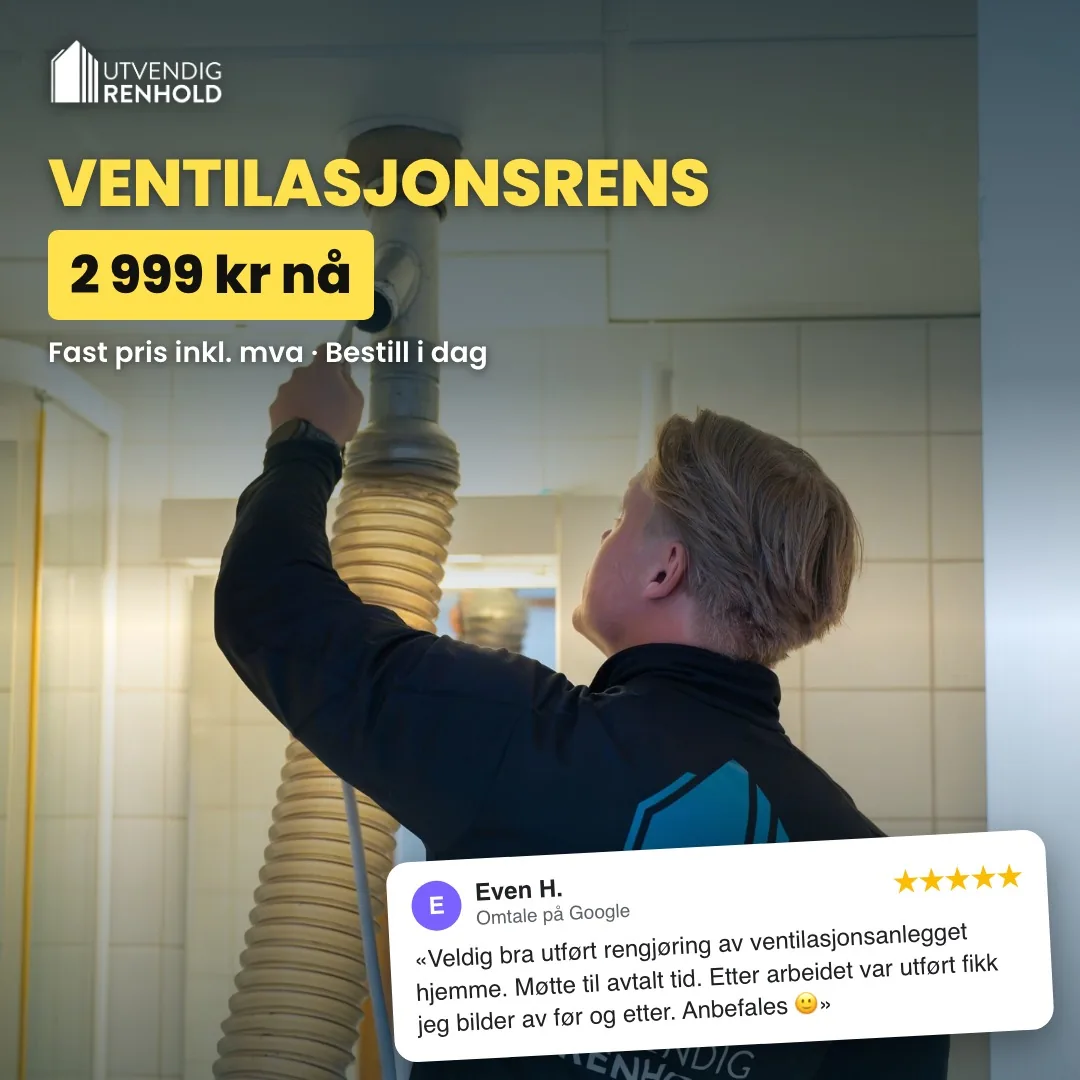 UTVENDIG
RENHOLD
VENTILASJONSRENS
2 999 kr nå
Fast pris inkl. mva · Bestill i dag
E
Even H.
Omtale på Google
«Veldig bra utført rengjøring av ventilasjonsanlegget
hjemme. Møtte til avtalt tid. Etter arbeidet var utført fikk
jeg bilder av før og etter. Anbefales 🙂»